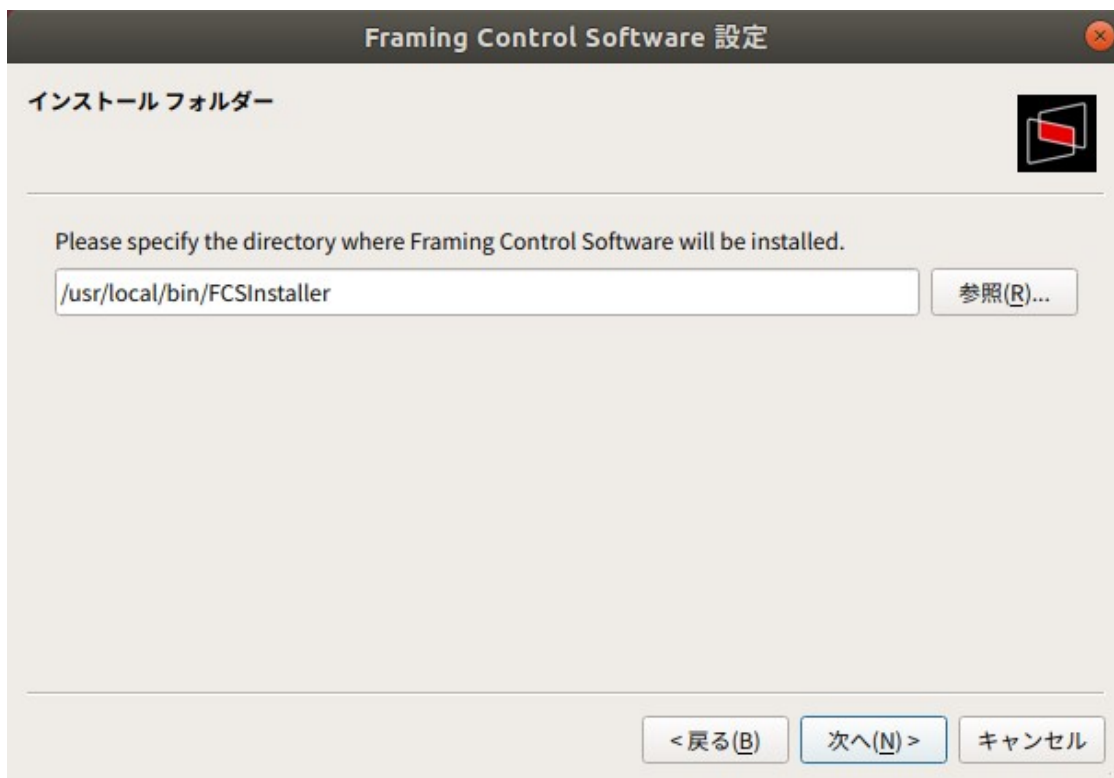 Framing Control Software 設定
インストール フォルダー
Please specify the directory where Framing Control Software will be installed.
/usr/local/bin/FCSInstaller
参照(R)...
< 戻る(B)
次へ(N) >
キャンセル